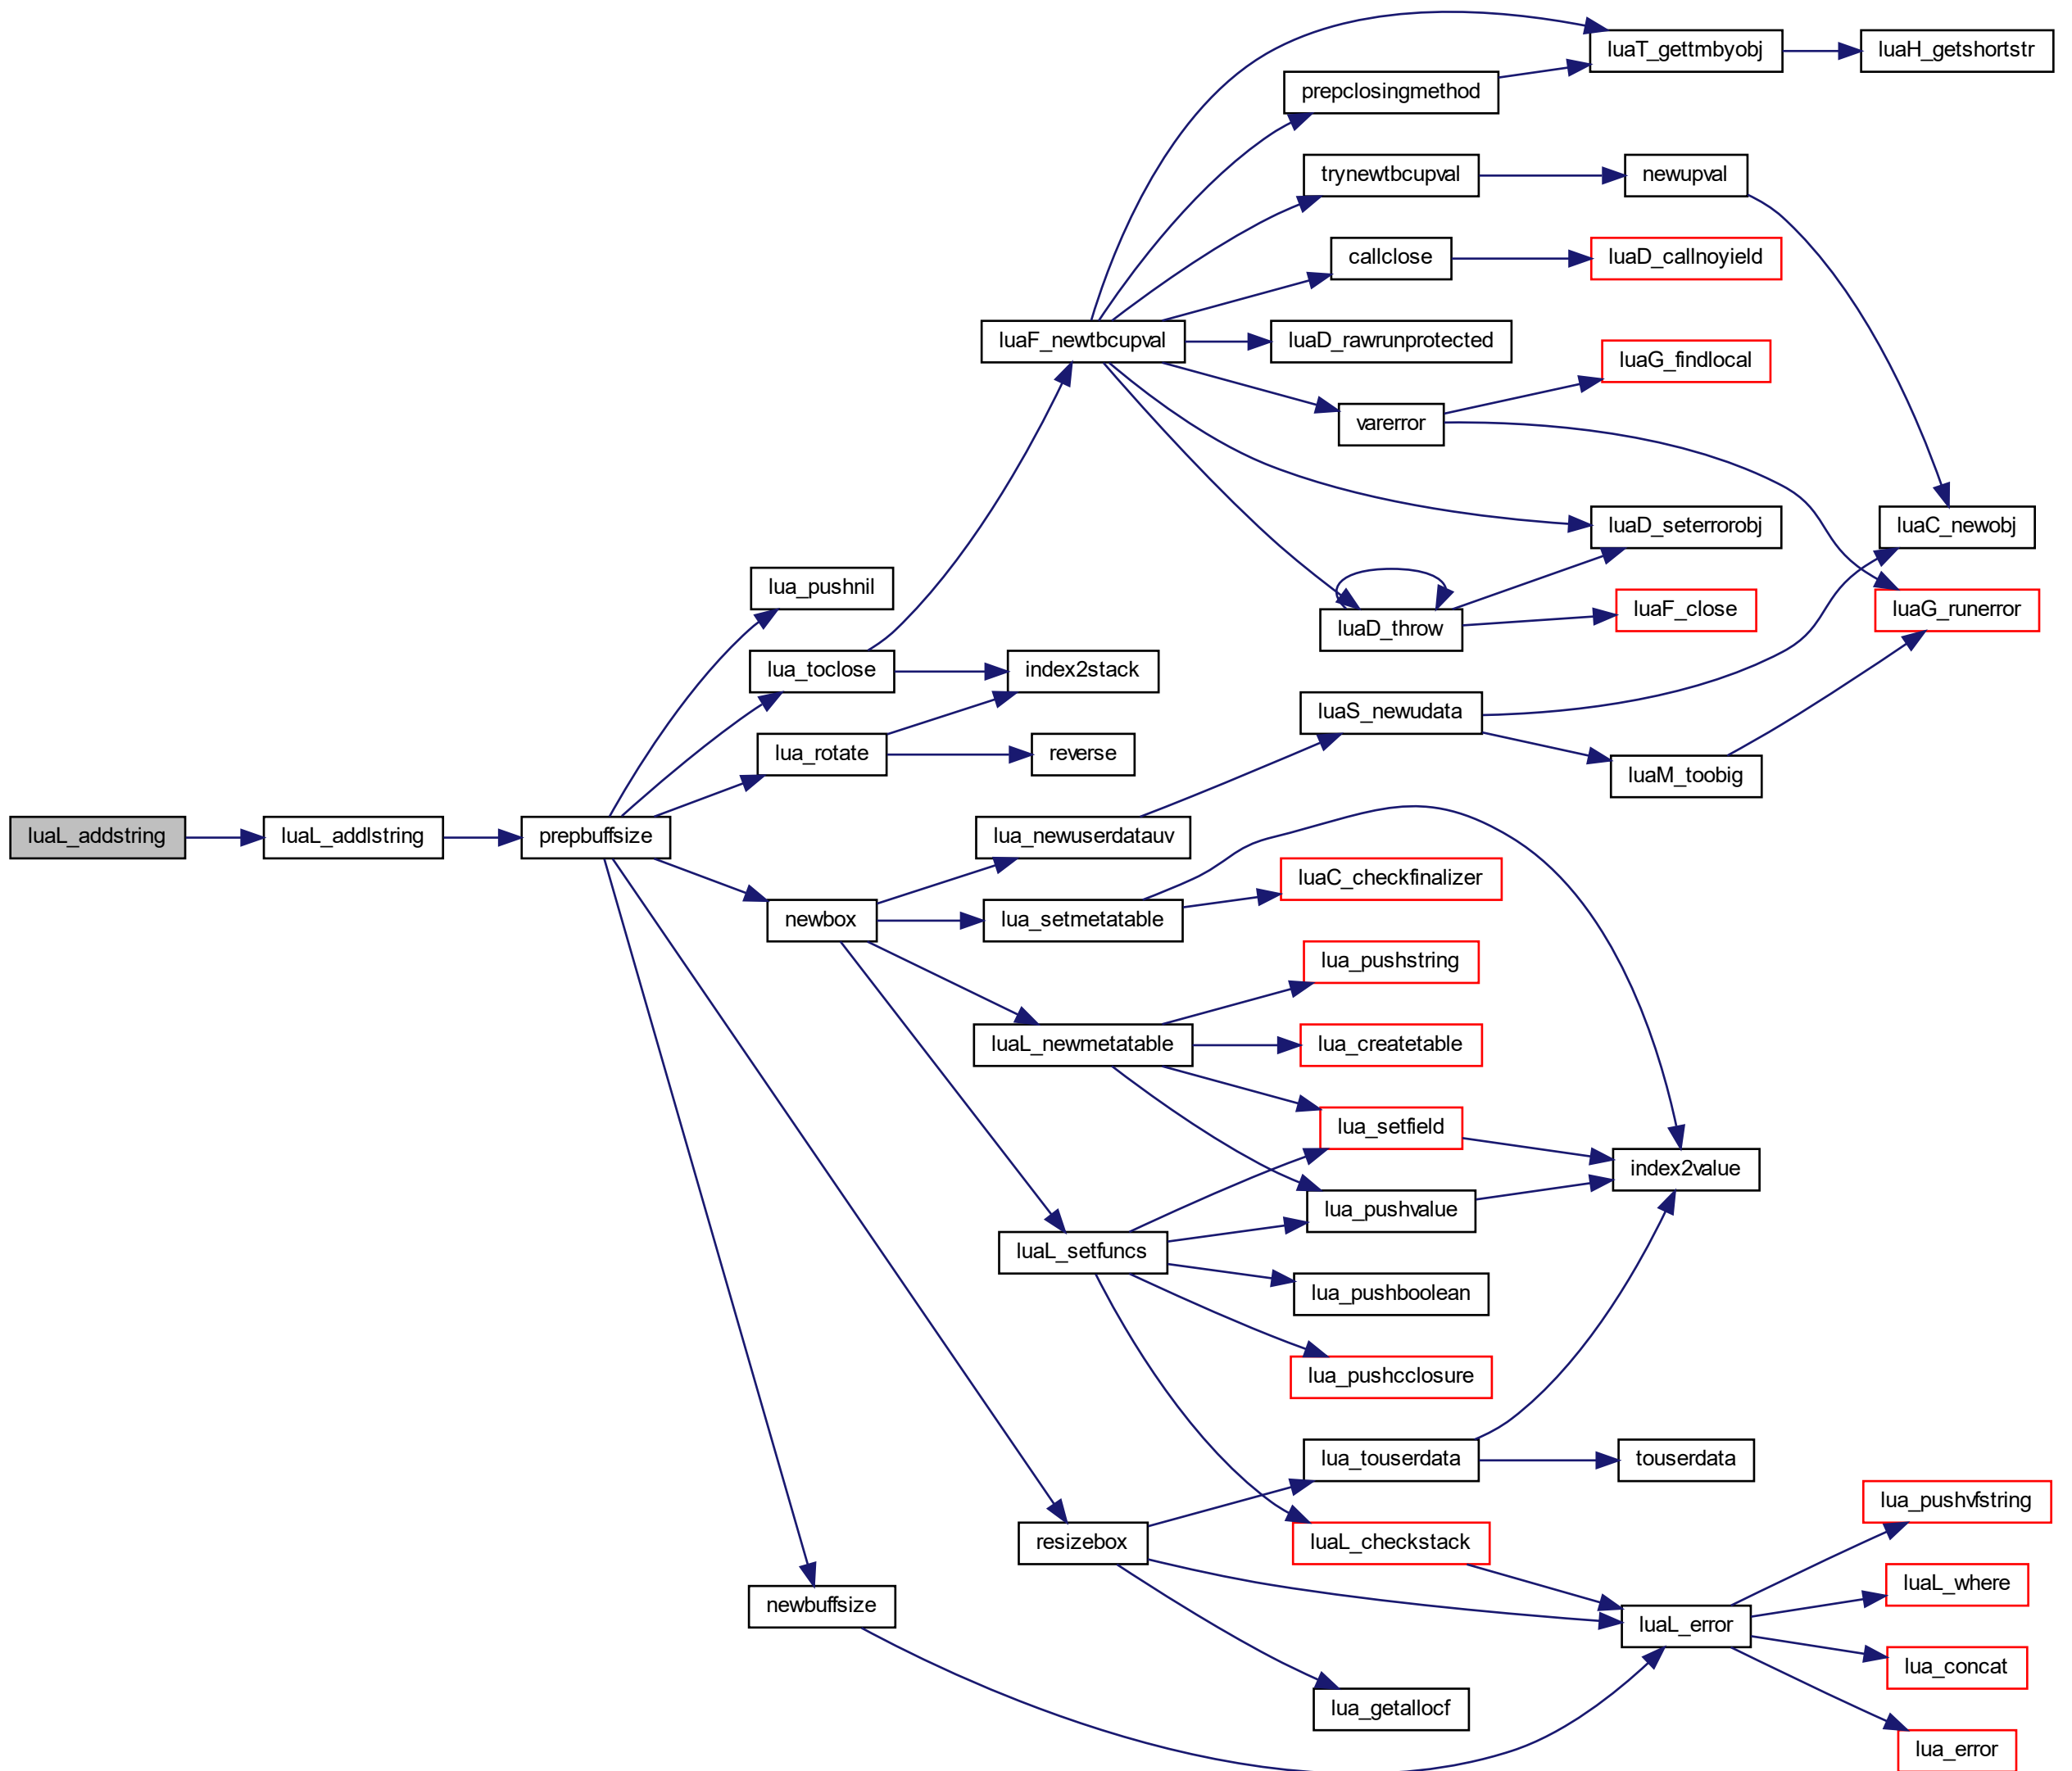 luaL_addstring
luaL_addlstring
prepbuffsize
lua_pushnil
lua_toclose
lua_rotate
newbox
newbuffsize
luaF_newtbcupval
index2stack
reverse
lua_newuserdatauv
lua_setmetatable
luaL_newmetatable
luaL_setfuncs
resizebox
prepclosingmethod
trynewtbcupval
callclose
luaD_rawrunprotected
varerror
luaD_throw
luaS_newudata
luaC_checkfinalizer
lua_pushstring
lua_createtable
lua_setfield
lua_pushvalue
lua_pushboolean
lua_pushcclosure
lua_touserdata
luaL_checkstack
lua_getallocf
luaT_gettmbyobj
newupval
luaD_callnoyield
luaG_findlocal
luaD_seterrorobj
luaF_close
luaM_toobig
index2value
touserdata
luaL_error
luaH_getshortstr
luaC_newobj
luaG_runerror
lua_pushvfstring
luaL_where
lua_concat
lua_error